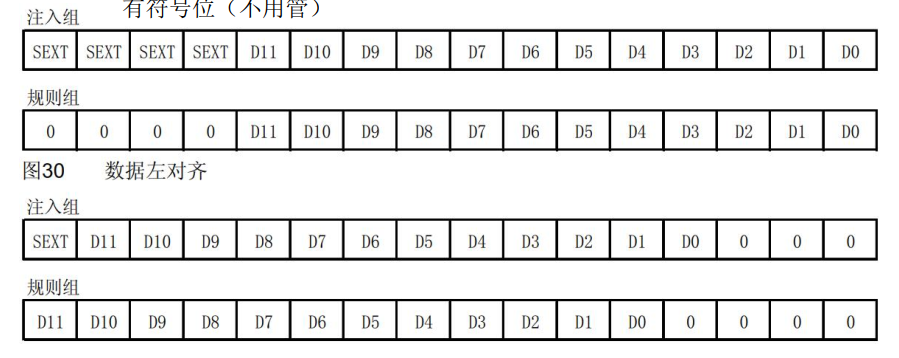 有符号位（不用管）
注入组
SEXT SEXT SEXT SEXT D11 D10 D9 D8 D7 D6 D5 D4 D3 D2 D1 D0
规则组
0 0 0 0 D11 D10 D9 D8 D7 D6 D5 D4 D3 D2 D1 D0
图30 数据左对齐
注入组
SEXT D11 D10 D9 D8 D7 D6 D5 D4 D3 D2 D1 D0 0 0 0
规则组
D11 D10 D9 D8 D7 D6 D5 D4 D3 D2 D1 D0 0 0 0 0